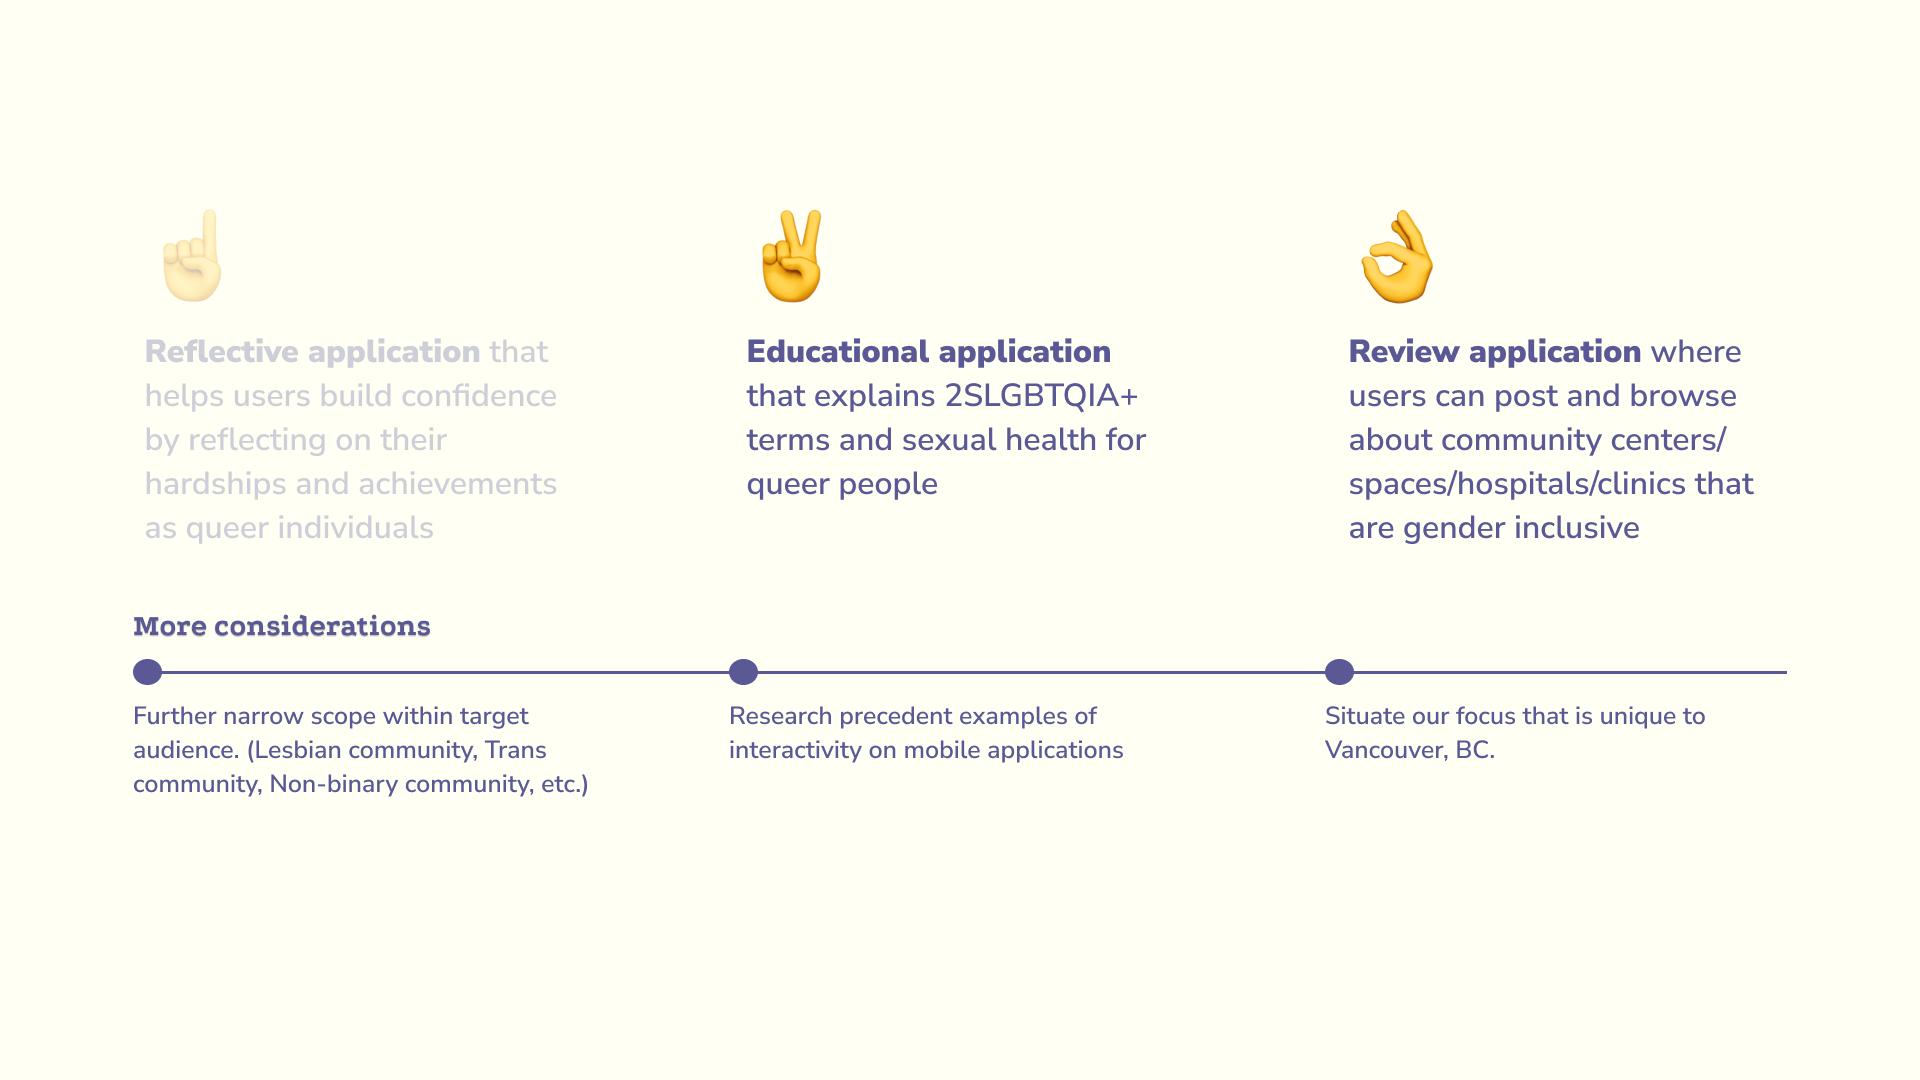 Reflective application that
helps users build confidence
by reflecting on their
hardships and achievements
as queer individuals
Educational application
that explains 2SLGBTQIA+
terms and sexual health for
queer people
Review application where
users can post and browse
about community centers/
spaces/hospitals/clinics that
are gender inclusive
More considerations
Further narrow scope within target
audience. (Lesbian community, Trans
community, Non-binary community, etc.)
Research precedent examples of
interactivity on mobile applications
Situate our focus that is unique to
Vancouver, BC.